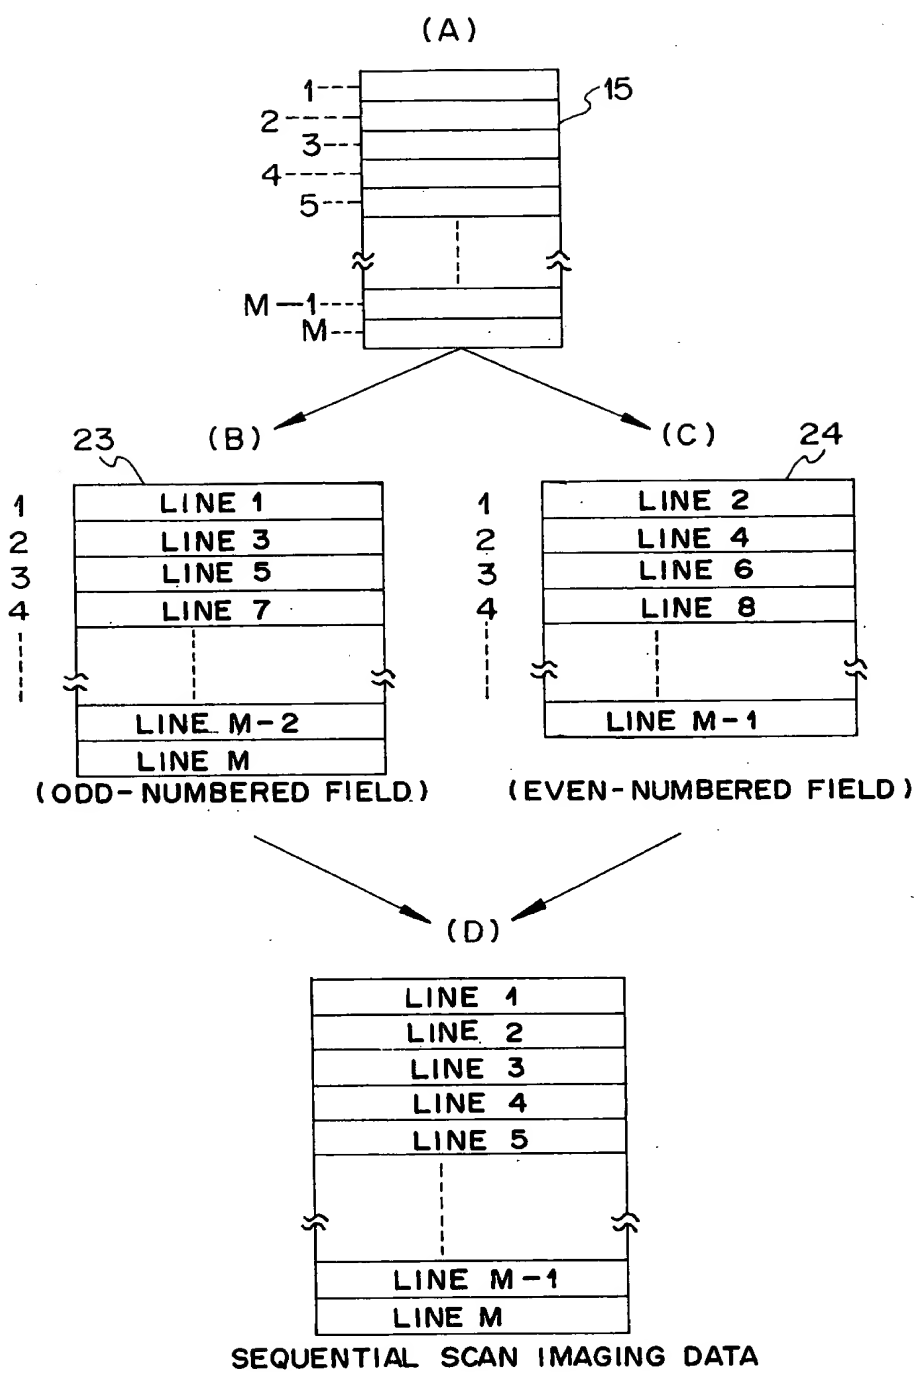 (A)
1
15
2
3
4
5
M-1
M
23
(B)
(C)
24
1 LINE 1
2 LINE 3
3 LINE 5
4 LINE 7
LINE M-2
LINE M
(ODD-NUMBERED FIELD)
1 LINE 2
2 LINE 4
3 LINE 6
4 LINE 8
LINE M-1
(EVEN-NUMBERED FIELD)
(D)
LINE 1
LINE 2
LINE 3
LINE 4
LINE 5
LINE M-1
LINE M
SEQUENTIAL SCAN IMAGING DATA